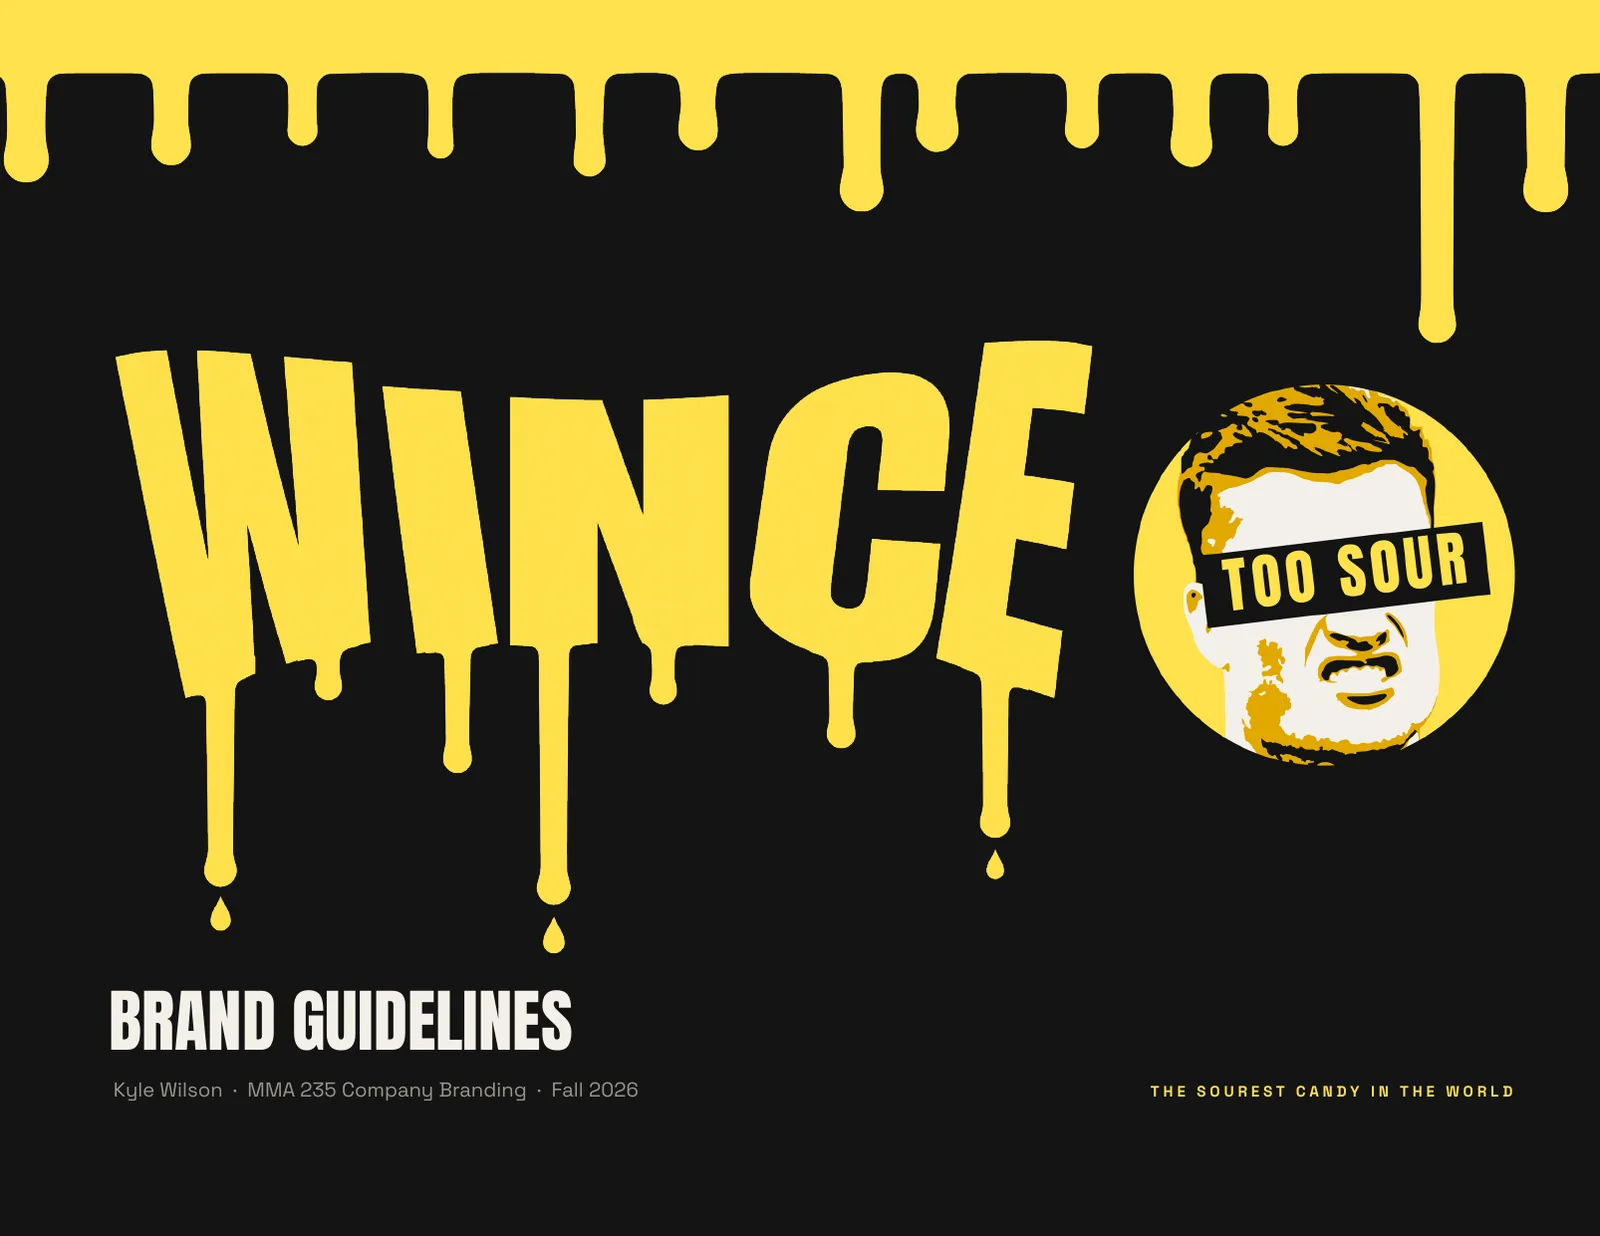 WINCE
TOO SOUR
BRAND GUIDELINES
Kyle Wilson · MMA 235 Company Branding · Fall 2026
THE SOUREST CANDY IN THE WORLD